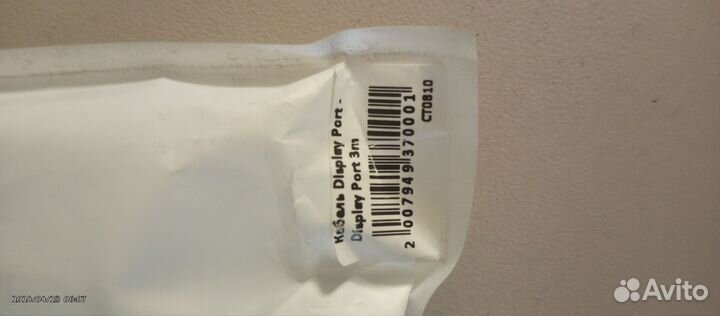 Кабель Display Port -
Display Port 3m
2 007949 370001
CT0810
Avito